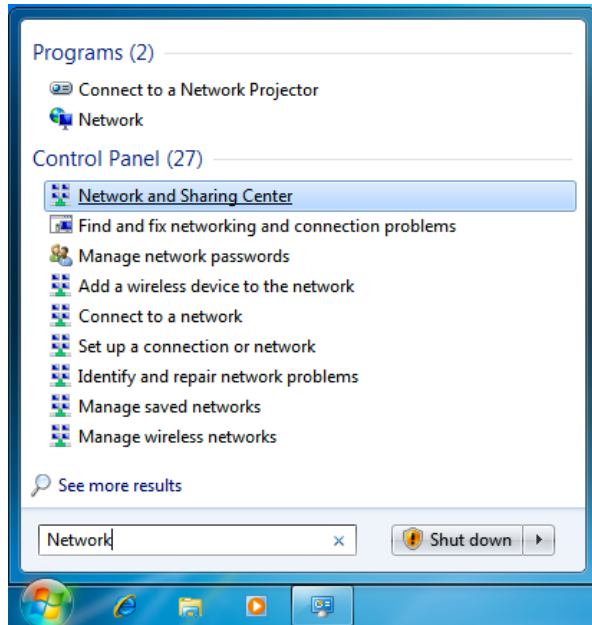 Programs (2)
Connect to a Network Projector
Network
Control Panel (27)
Network and Sharing Center
Find and fix networking and connection problems
Manage network passwords
Add a wireless device to the network
Connect to a network
Set up a connection or network
Identify and repair network problems
Manage saved networks
Manage wireless networks
See more results
Network
Shut down